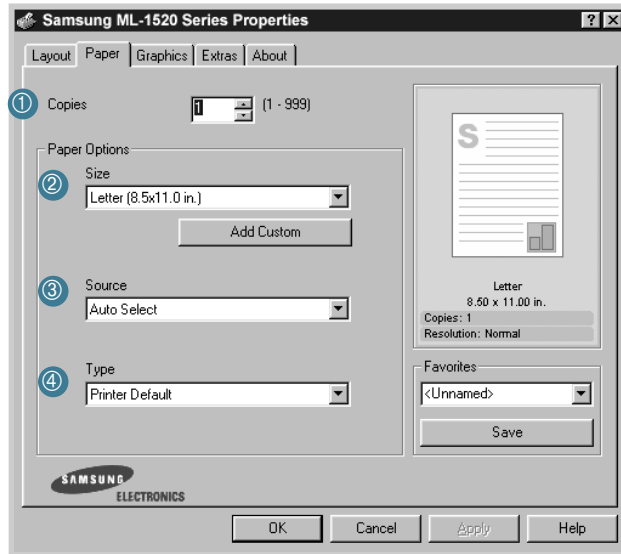 Samsung ML-1520 Series Properties
Layout Paper Graphics Extras About
① Copies 1 (1 - 999)
Paper Options
② Size
Letter (8.5x11.0 in.)
Add Custom
③ Source
Auto Select
④ Type
Printer Default
S
Letter
8.50 x 11.00 in.
Copies: 1
Resolution: Normal
Favorites
<Unnamed>
Save
SAMSUNG
ELECTRONICS
OK Cancel Apply Help